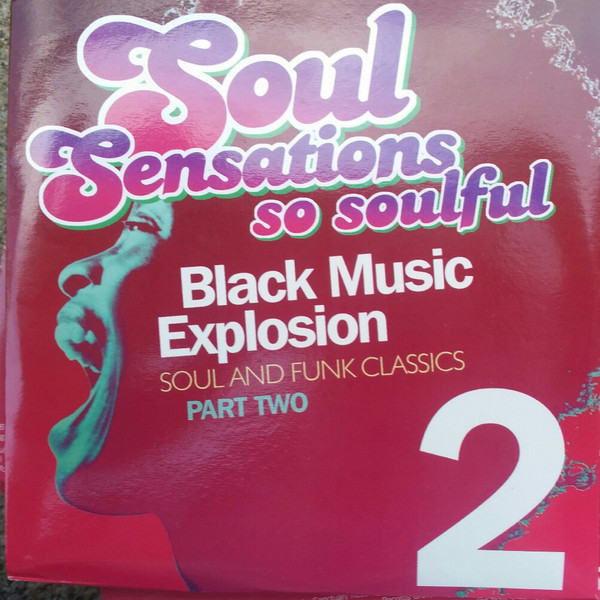 Soul
Sensations
so soulful
Black Music
Explosion
SOUL AND FUNK CLASSICS
PART TWO
2